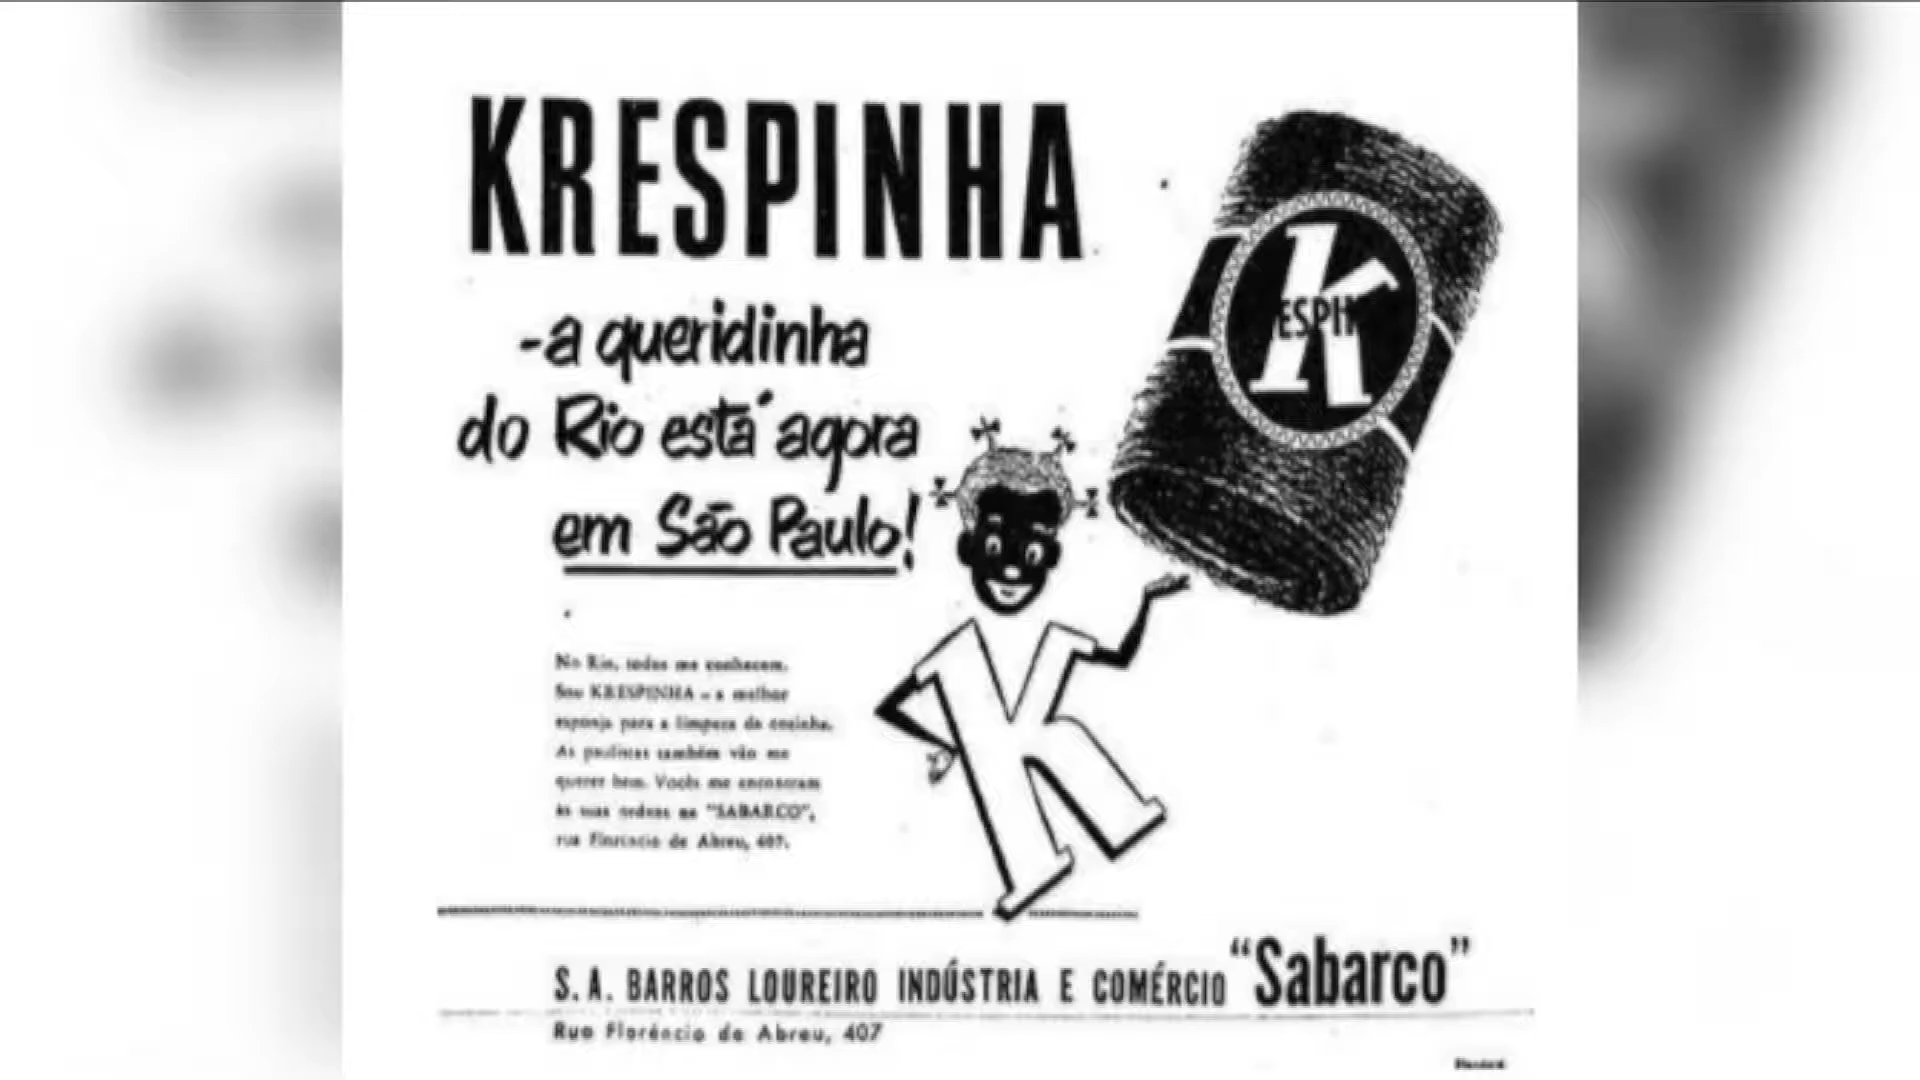 KRESPINHA
-a queridinha
do Rio está agora
em São Paulo!
K
ESPIN
No Rio, todos me conhecem.
Sou KRESPINHA - a melhor
esponja para a limpeza da cozinha.
As paulistas também vão me
querer bem. Vocês me encontram
às suas ordens na "SABARCO",
rua Florêncio de Abreu, 407.
S. A. BARROS LOUREIRO INDÚSTRIA E COMÉRCIO "Sabarco"
Rua Florêncio de Abreu, 407